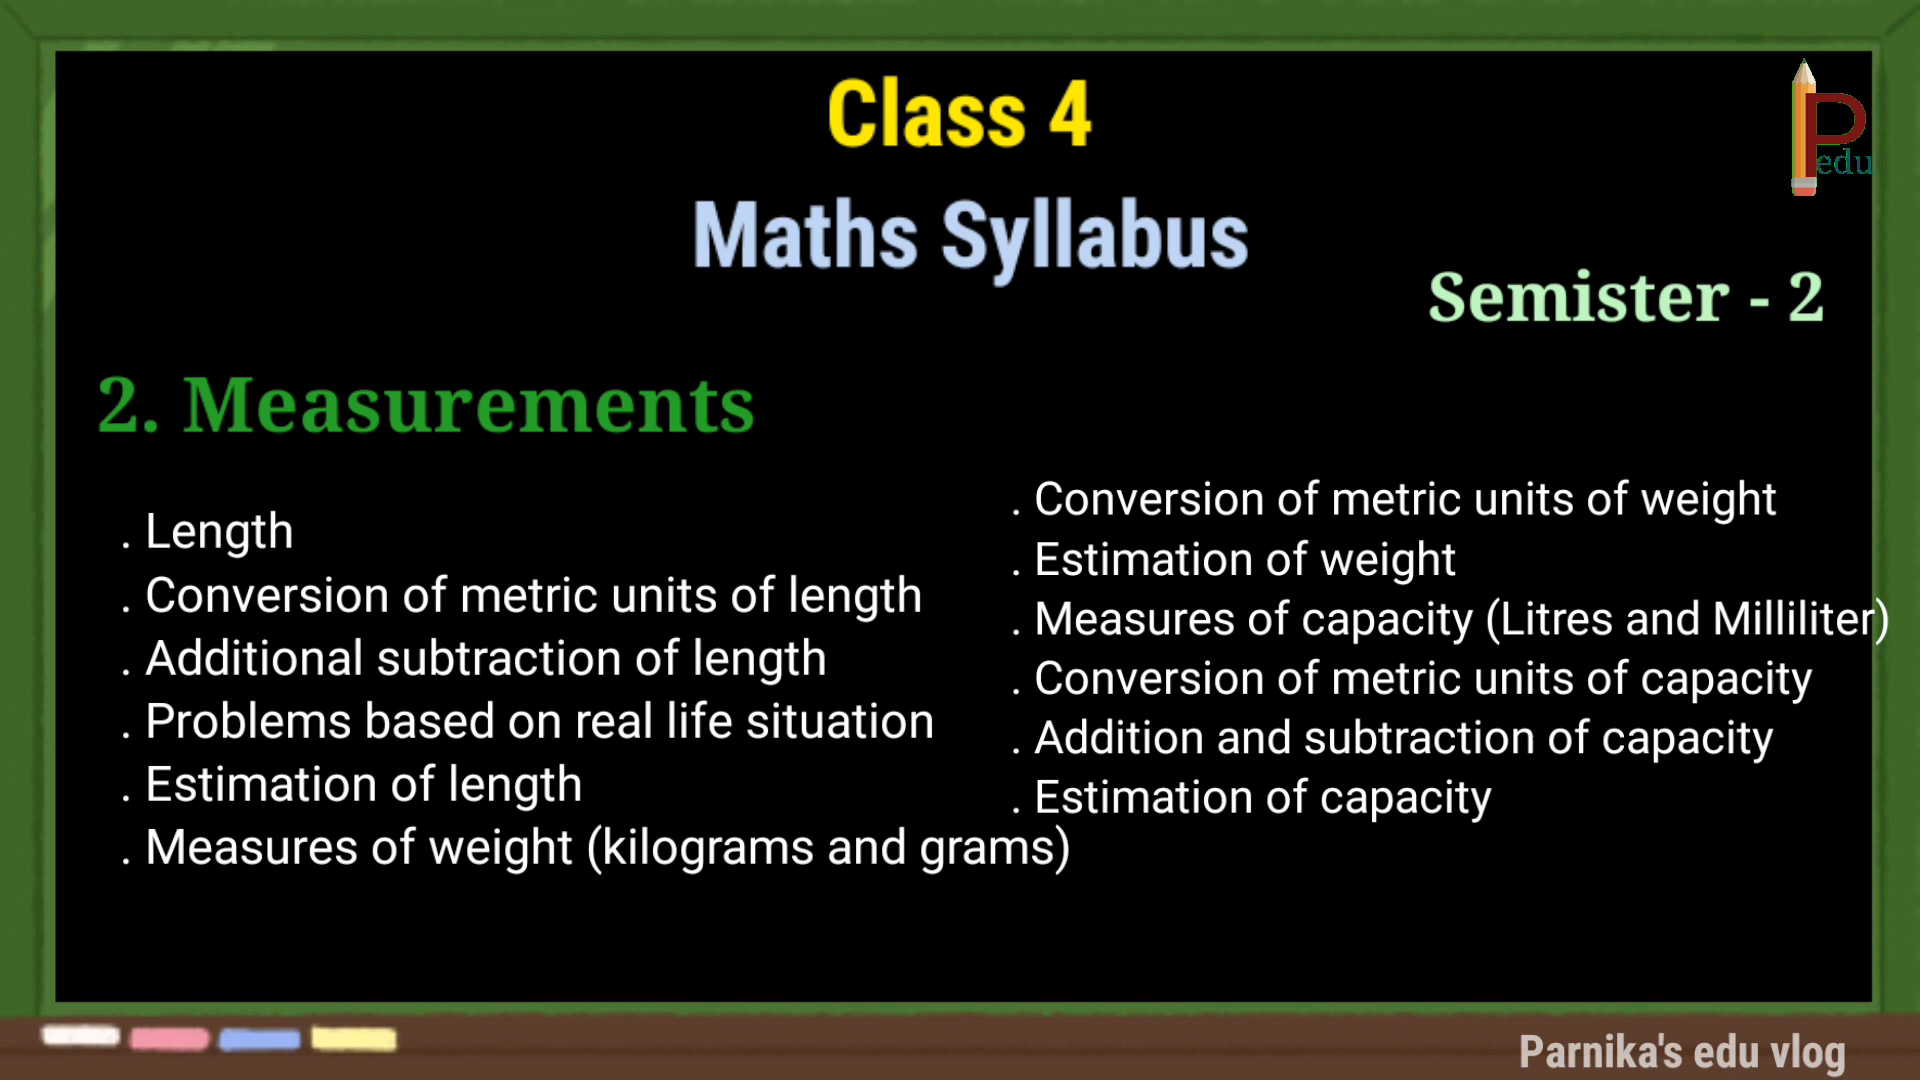 Class 4
Maths Syllabus
P
edu
Semister - 2
2. Measurements
. Length
. Conversion of metric units of length
. Additional subtraction of length
. Problems based on real life situation
. Estimation of length
. Measures of weight (kilograms and grams)
. Conversion of metric units of weight
. Estimation of weight
. Measures of capacity (Litres and Milliliter)
. Conversion of metric units of capacity
. Addition and subtraction of capacity
. Estimation of capacity
Parnika's edu vlog